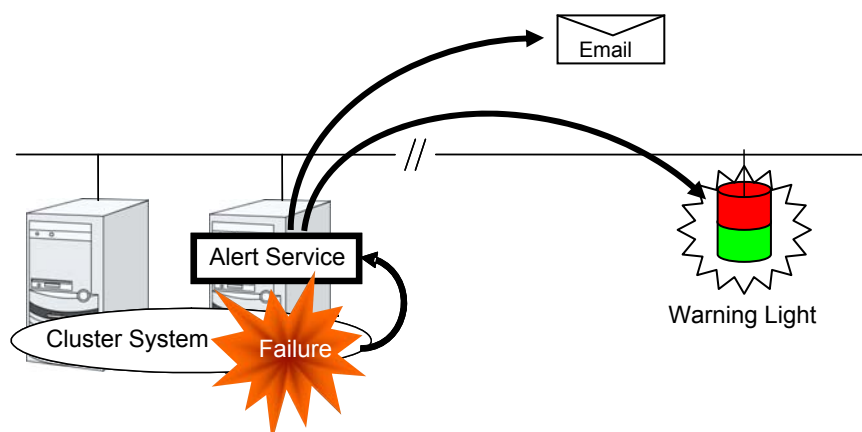 Email
Alert Service
Cluster System
Failure
Warning Light